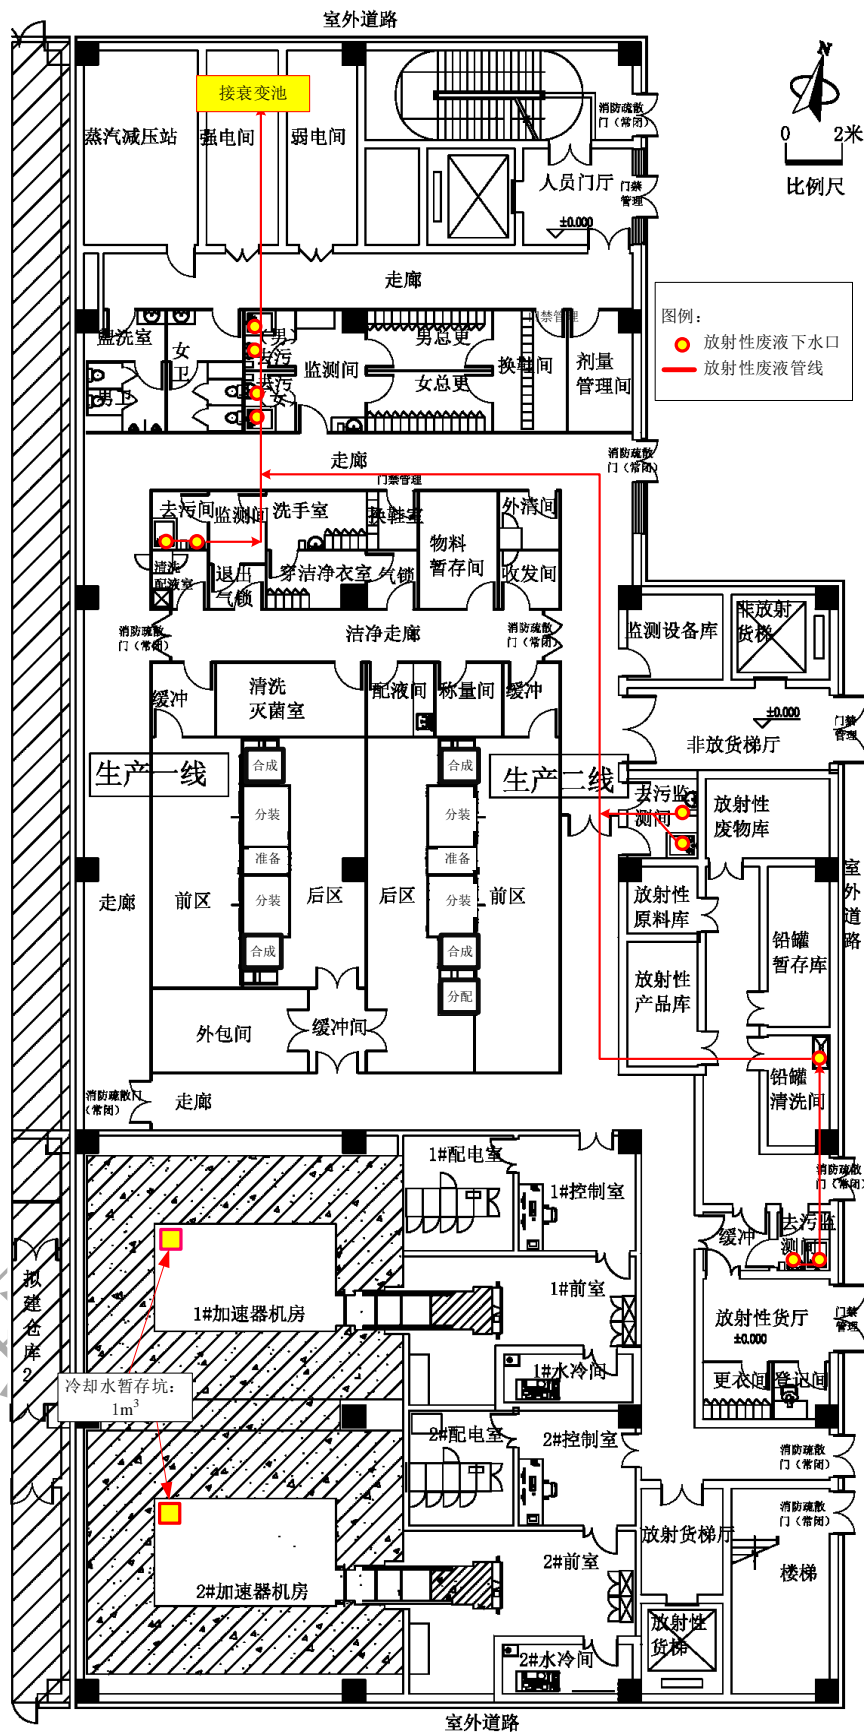 室外道路
N
0 2米
比例尺
接衰变池
蒸汽减压站
强电间
弱电间
消防疏散
门（常闭）
人员门厅
门禁
管理
±0.000
走廊
图例：
放射性废液下水口
放射性废液管线
盥洗室
女
卫
男卫
（男）
去污
去污
（女）
监测间
男总更
女总更
门禁管理
换鞋间
剂量
管理间
走廊
消防疏散
门（常闭）
门禁管理
去污间
监测间
洗手室
换鞋室
外清间
物料
暂存间
清洗
配液室
退出
气锁
穿洁净衣室
气锁
收发间
消防疏散
门（常闭）
洁净走廊
消防疏散
门（常闭）
监测设备库
非放射
货梯
缓冲
清洗
灭菌室
配液间
称量间
缓冲
±0.000
非放货梯厅
门禁
管理
生产一线
生产二线
合成
分装
准备
分装
合成
合成
分装
准备
分装
合成
分配
去污监
测间
放射性
废物库
走廊
前区
后区
后区
前区
放射性
原料库
铅罐
暂存库
室外道路
放射性
产品库
外包间
缓冲间
铅罐
清洗间
消防疏散门
（常闭）
走廊
1#配电室
1#控制室
消防疏散
门（常闭）
缓冲
去污监
测间
拟建仓库2
1#前室
1#加速器机房
放射性货厅
±0.000
门禁
管理
1#水冷间
更衣间
登记间
冷却水暂存坑：
1m³
2#配电室
2#控制室
消防疏散
门（常闭）
消防疏散
门（常闭）
放射货梯厅
2#前室
楼梯
2#加速器机房
放射性
货梯
2#水冷间
室外道路